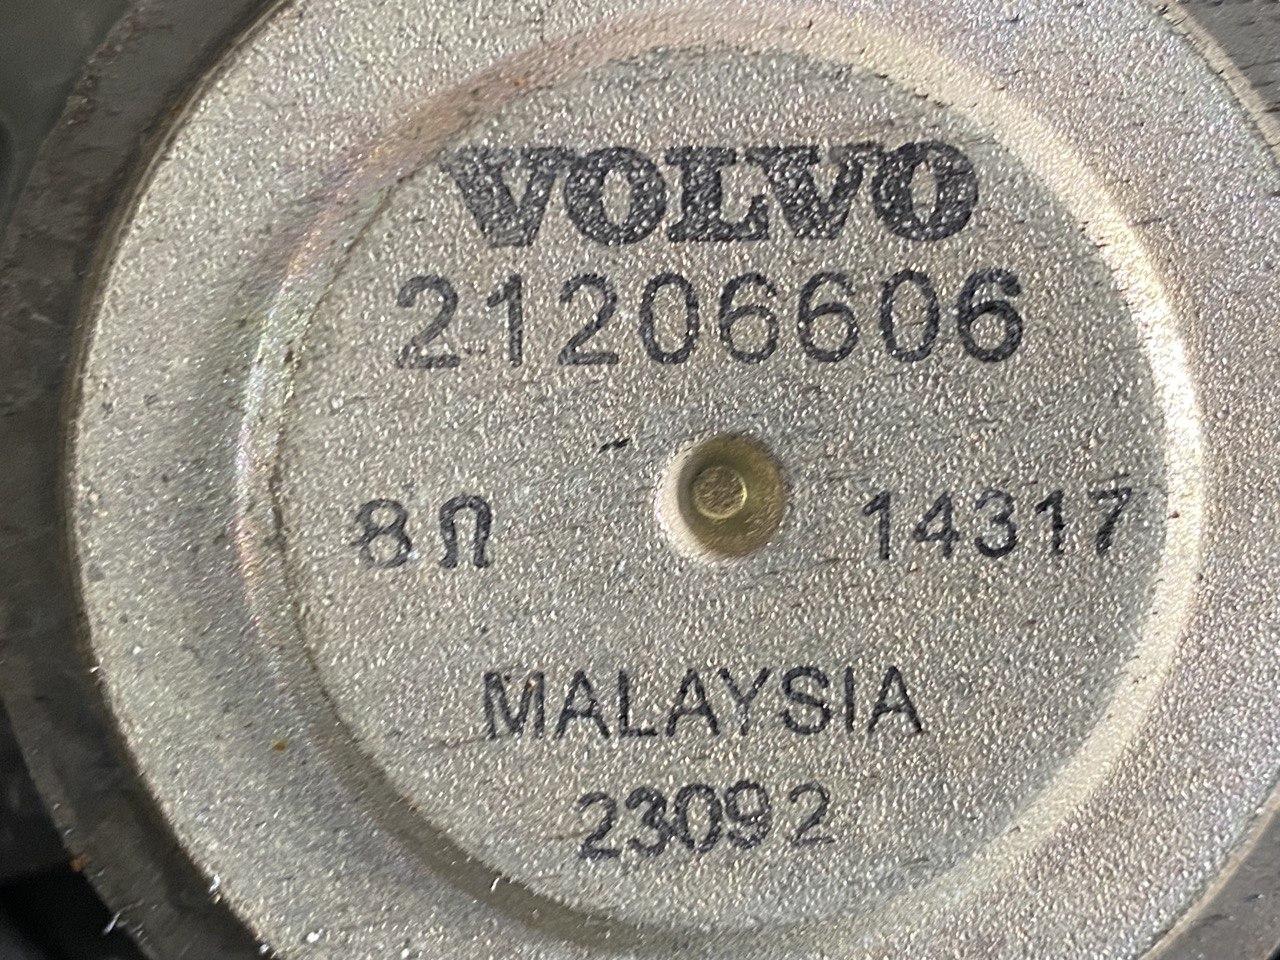 VOLVO
21206606
8Ω 14317
MALAYSIA
23092